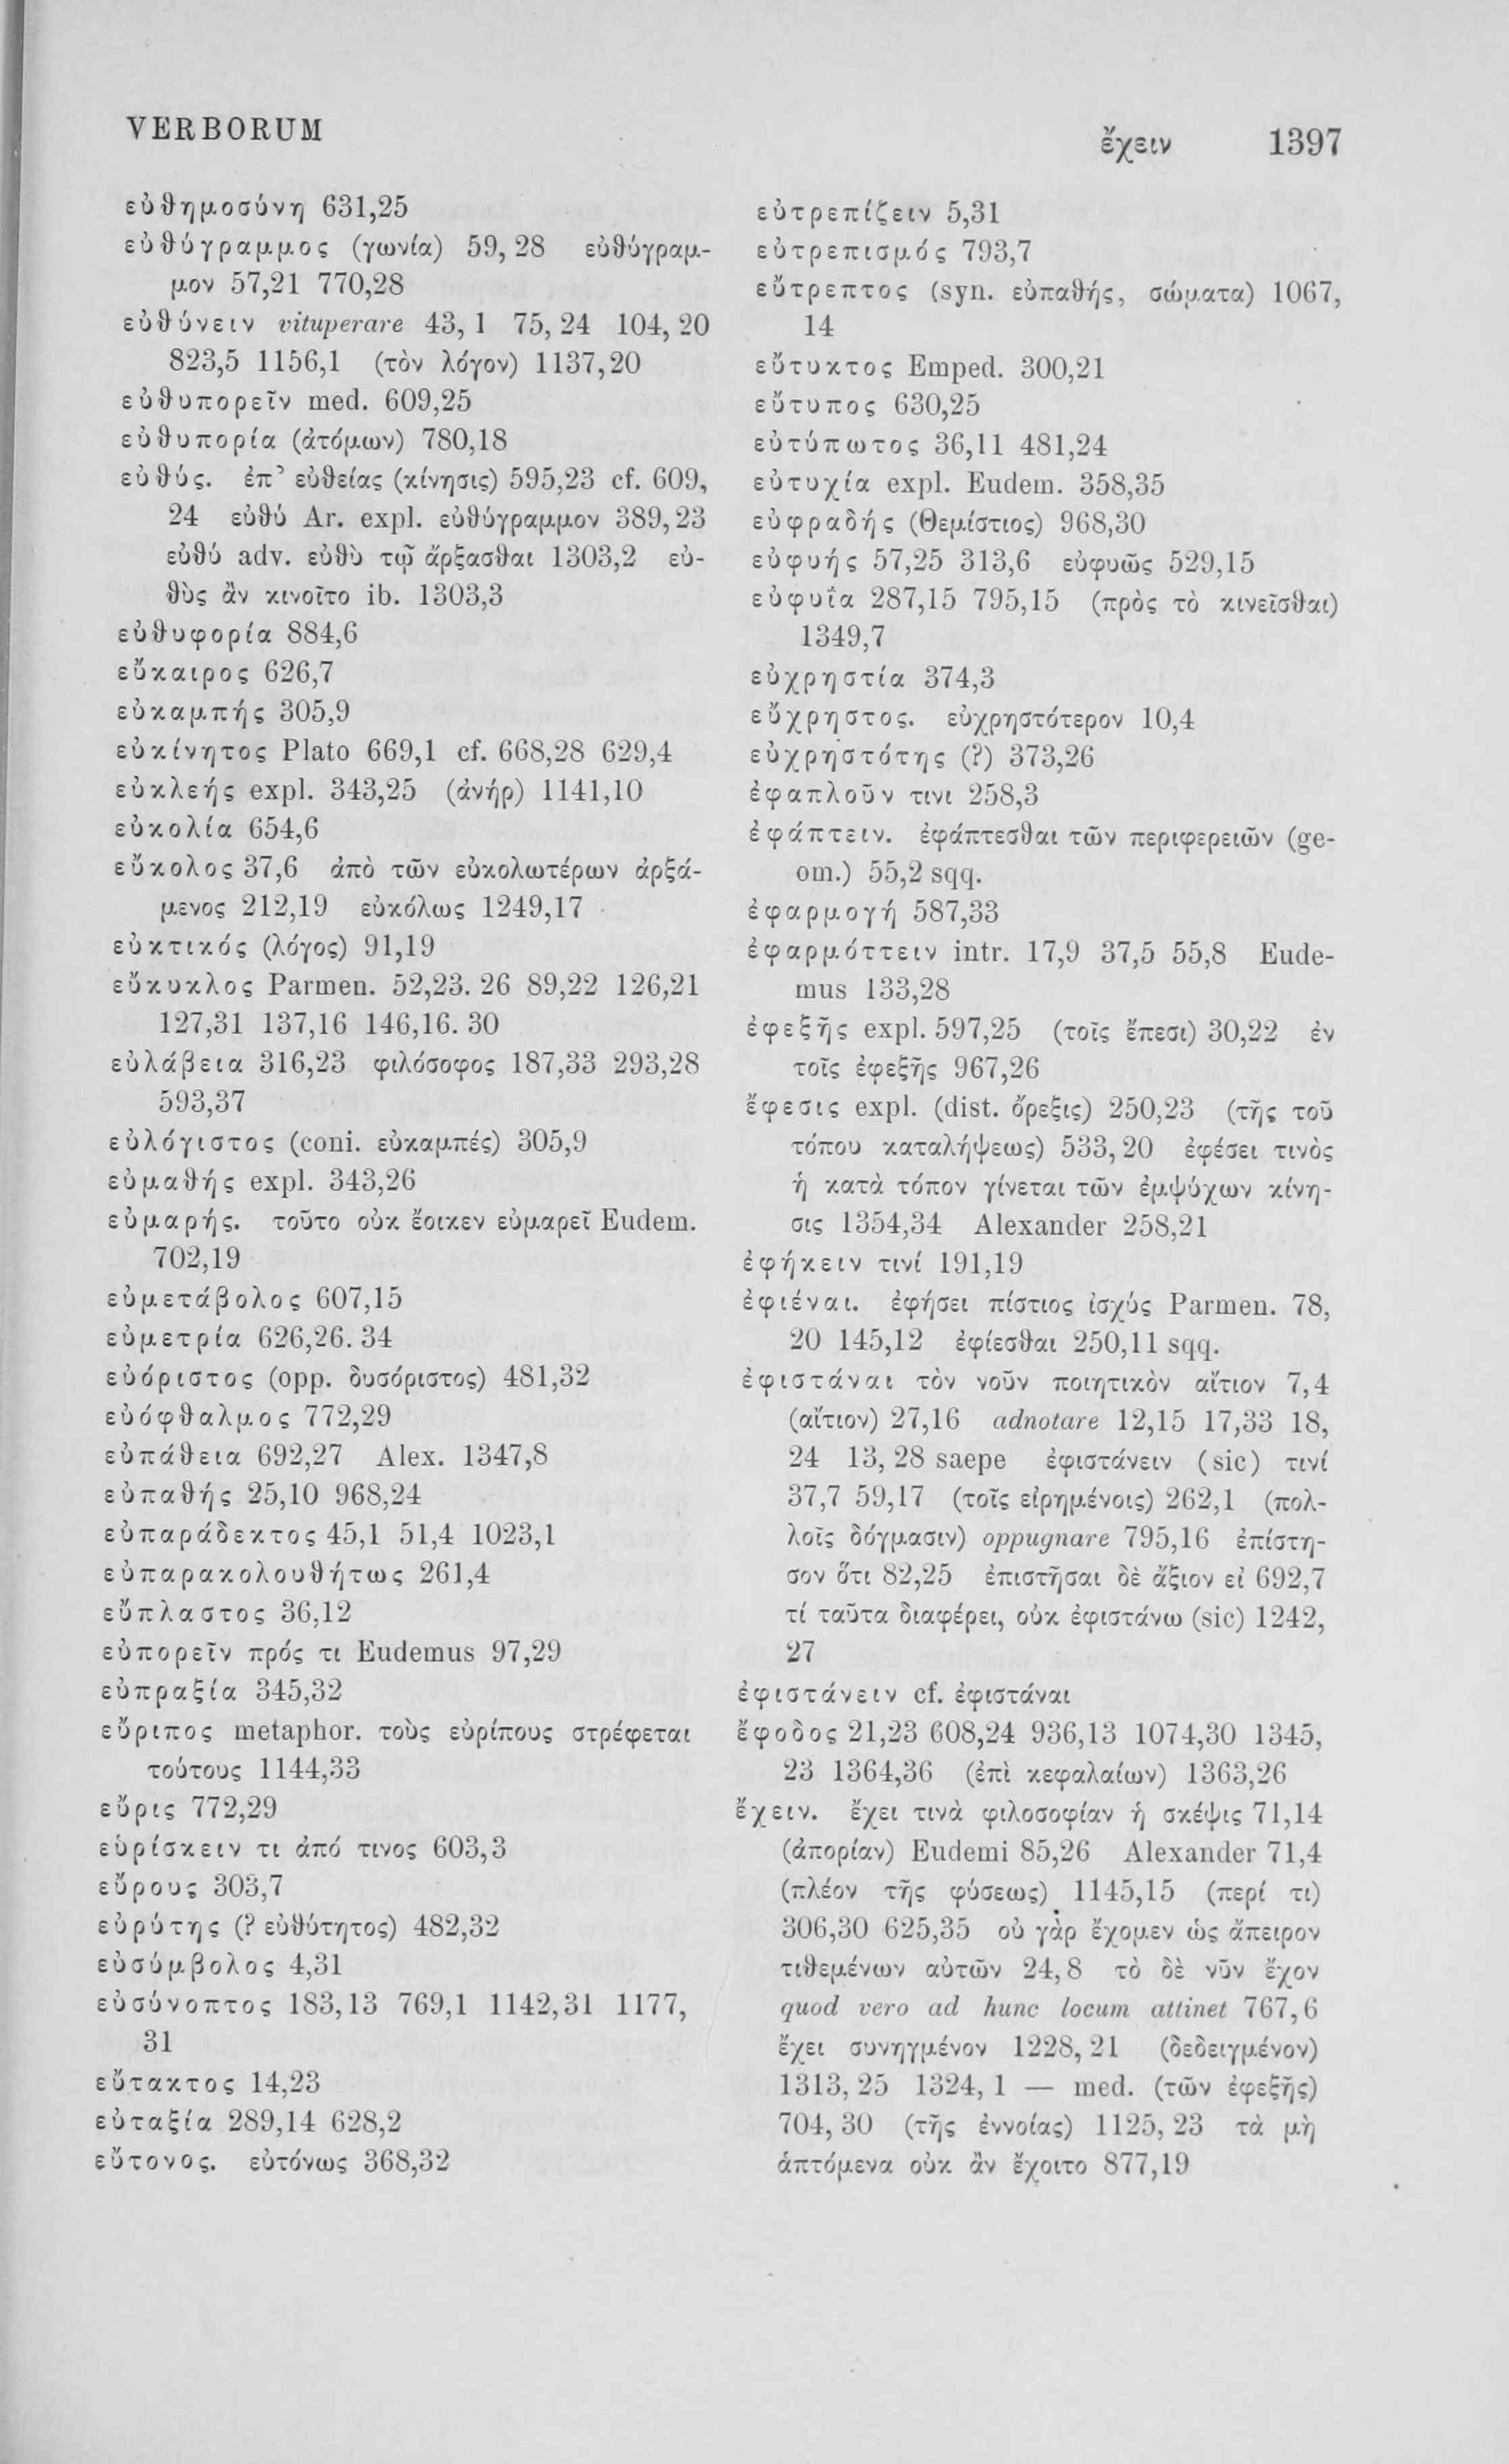 VERBORUM
ἔχειν 1397
εὐθημοσύνη 631,25
εὐθύγραμμος (γωνία) 59,28 εὐθύγραμ-
μον 57,21 770,28
εὐθύνειν vituperare 43,1 75,24 104,20
823,5 1156,1 (τὸν λόγον) 1137,20
εὐθυπορεῖν med. 609,25
εὐθυπορία (ἀτόμων) 780,18
εὐθύς. ἐπ’ εὐθείας (κίνησις) 595,23 cf. 609,
24 εὐθύ Ar. expl. εὐθύγραμμον 389,23
εὐθύ adv. εὐθὺ τῷ ἄρξασθαι 1303,2 εὐ-
θὺς ἂν κινοῖτο ib. 1303,3
εὐθυφορία 884,6
εὔκαιρος 626,7
εὐκαμπής 305,9
εὐκίνητος Plato 669,1 cf. 668,28 629,4
εὐκλεής expl. 343,25 (ἀνήρ) 1141,10
εὐκολία 654,6
εὔκολος 37,6 ἀπὸ τῶν εὐκολωτέρων ἀρξά-
μενος 212,19 εὐκόλως 1249,17
εὐκτικός (λόγος) 91,19
εὔκυκλος Parmen. 52,23. 26 89,22 126,21
127,31 137,16 146,16. 30
εὐλάβεια 316,23 φιλόσοφος 187,33 293,28
593,37
εὐλόγιστος (coni. εὐκαμπές) 305,9
εὐμαθής expl. 343,26
εὐμαρής. τοῦτο οὐκ ἔοικεν εὐμαρεῖ Eudem.
702,19
εὐμετάβολος 607,15
εὐμετρία 626,26. 34
εὐόριστος (opp. δυσόριστος) 481,32
εὐόφθαλμος 772,29
εὐπάθεια 692,27 Alex. 1347,8
εὐπαθής 25,10 968,24
εὐπαράδεκτος 45,1 51,4 1023,1
εὐπαρακολουθήτως 261,4
εὔπλαστος 36,12
εὐπορεῖν πρός τι Eudemus 97,29
εὐπραξία 345,32
εὔριπος metaphor. τοὺς εὐρίπους στρέφεται
τούτους 1144,33
εὔρις 772,29
εὑρίσκειν τι ἀπό τινος 603,3
εὔρους 303,7
εὐρύτης (? εὐθύτητος) 482,32
εὐσύμβολος 4,31
εὐσύνοπτος 183,13 769,1 1142,31 1177,
31
εὔτακτος 14,23
εὐταξία 289,14 628,2
εὔτονος. εὐτόνως 368,32
εὐτρεπίζειν 5,31
εὐτρεπισμός 793,7
εὔτρεπτος (syn. εὐπαθής, σώματα) 1067,
14
εὔτυκτος Emped. 300,21
εὔτυπος 630,25
εὐτύπωτος 36,11 481,24
εὐτυχία expl. Eudem. 358,35
εὐφραδής (Θεμίστιος) 968,30
εὐφυής 57,25 313,6 εὐφυῶς 529,15
εὐφυΐα 287,15 795,15 (πρὸς τὸ κινεῖσθαι)
1349,7
εὐχρηστία 374,3
εὔχρηστος. εὐχρηστότερον 10,4
εὐχρηστότης (?) 373,26
ἐφαπλοῦν τινι 258,3
ἐφάπτειν. ἐφάπτεσθαι τῶν περιφερειῶν (ge-
om.) 55,2 sqq.
ἐφαρμογή 587,33
ἐφαρμόττειν intr. 17,9 37,5 55,8 Eude-
mus 133,28
ἐφεξῆς expl. 597,25 (τοῖς ἔπεσι) 30,22 ἐν
τοῖς ἐφεξῆς 967,26
ἔφεσις expl. (dist. ὄρεξις) 250,23 (τῆς τοῦ
τόπου καταλήψεως) 533,20 ἐφέσει τινὸς
ἡ κατὰ τόπον γίνεται τῶν ἐμψύχων κίνη-
σις 1354,34 Alexander 258,21
ἐφήκειν τινί 191,19
ἐφιέναι. ἐφήσει πίστιος ἰσχύς Parmen. 78,
20 145,12 ἐφίεσθαι 250,11 sqq.
ἐφιστάναι τὸν νοῦν ποιητικὸν αἴτιον 7,4
(αἴτιον) 27,16 adnotare 12,15 17,33 18,
24 13,28 saepe ἐφιστάνειν (sic) τινί
37,7 59,17 (τοῖς εἰρημένοις) 262,1 (πολ-
λοῖς δόγμασιν) oppugnare 795,16 ἐπίστη-
σον ὅτι 82,25 ἐπιστῆσαι δὲ ἄξιον εἰ 692,7
τί ταῦτα διαφέρει, οὐκ ἐφιστάνω (sic) 1242,
27
ἐφιστάνειν cf. ἐφιστάναι
ἔφοδος 21,23 608,24 936,13 1074,30 1345,
23 1364,36 (ἐπὶ κεφαλαίων) 1363,26
ἔχειν. ἔχει τινὰ φιλοσοφίαν ἡ σκέψις 71,14
(ἀπορίαν) Eudemi 85,26 Alexander 71,4
(πλέον τῆς φύσεως) 1145,15 (περί τι)
306,30 625,35 οὐ γὰρ ἔχομεν ὡς ἄπειρον
τιθεμένων αὐτῶν 24,8 τὸ δὲ νῦν ἔχον
quod vero ad hunc locum attinet 767,6
ἔχει συνηγμένον 1228,21 (δεδειγμένον)
1313,25 1324,1 — med. (τῶν ἐφεξῆς)
704,30 (τῆς ἐννοίας) 1125,23 τὰ μὴ
ἁπτόμενα οὐκ ἂν ἔχοιτο 877,19